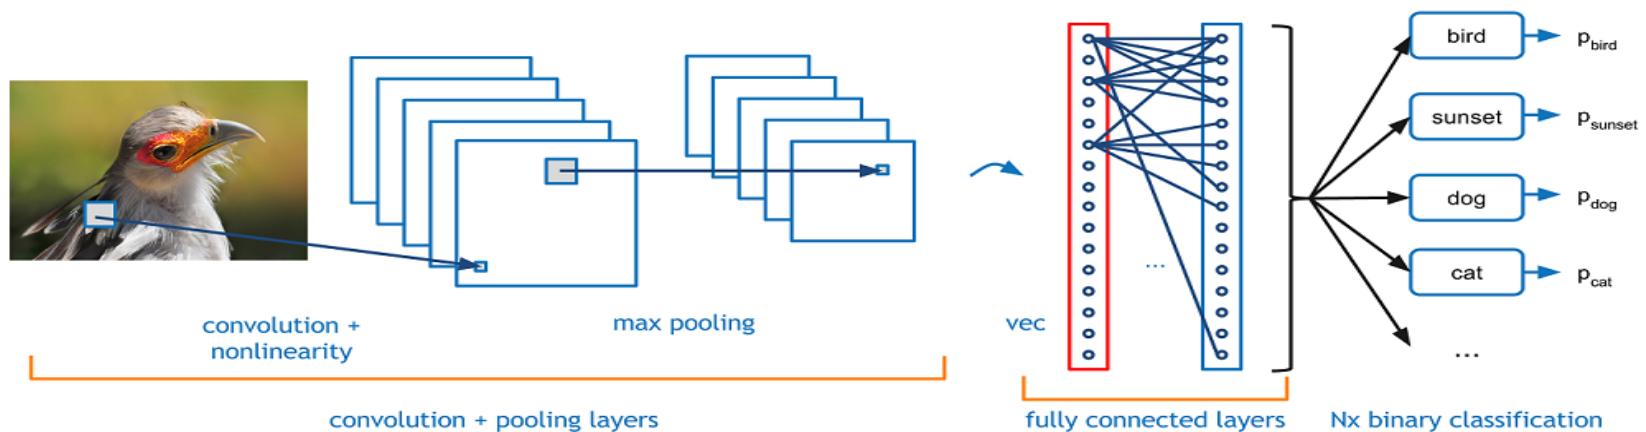 bird
p_bird
sunset
p_sunset
dog
p_dog
cat
p_cat
...
...
convolution +
nonlinearity
max pooling
vec
convolution + pooling layers
fully connected layers
Nx binary classification